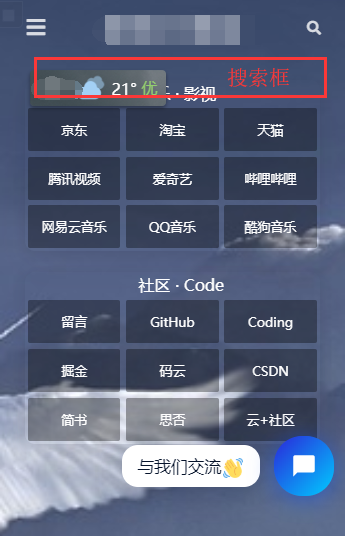 搜索框
21° 优
乐 · 影视
京东 淘宝 天猫
腾讯视频 爱奇艺 哔哩哔哩
网易云音乐 QQ音乐 酷狗音乐
社区 · Code
留言 GitHub Coding
掘金 码云 CSDN
简书 思否 云+社区
与我们交流👋